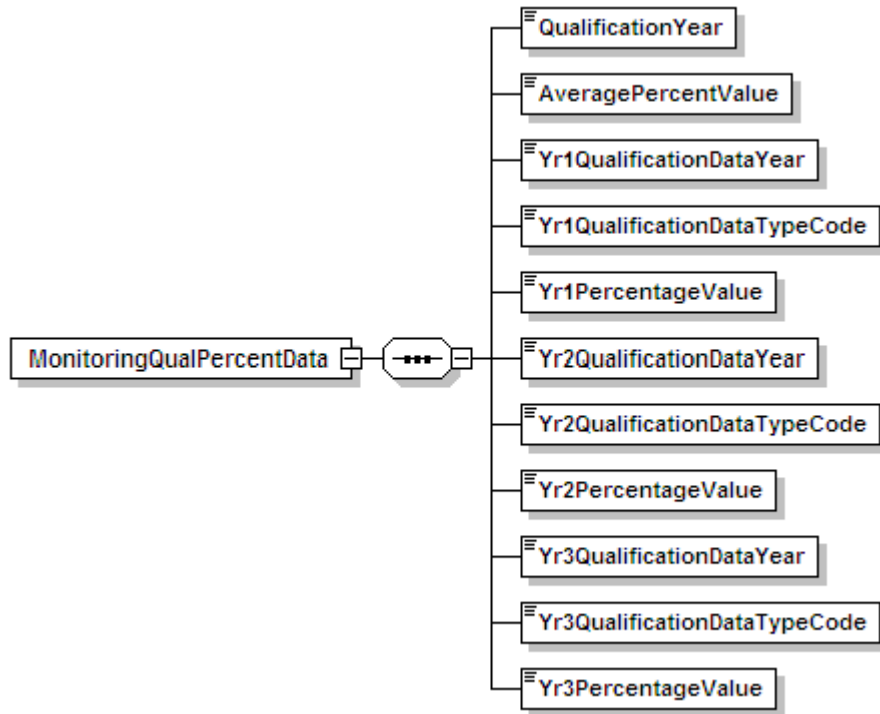 QualificationYear
AveragePercentValue
Yr1QualificationDataYear
Yr1QualificationDataTypeCode
Yr1PercentageValue
MonitoringQualPercentData
Yr2QualificationDataYear
Yr2QualificationDataTypeCode
Yr2PercentageValue
Yr3QualificationDataYear
Yr3QualificationDataTypeCode
Yr3PercentageValue